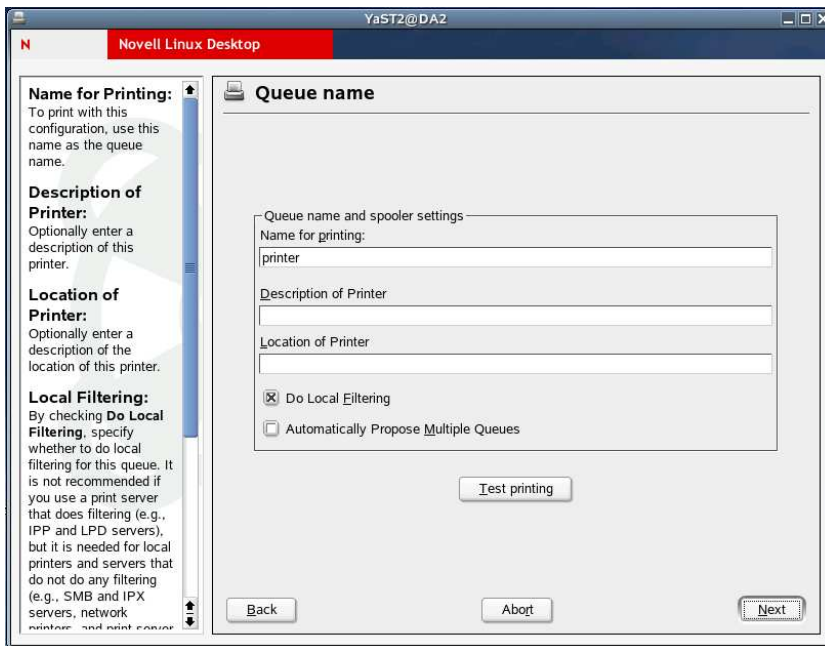 YaST2@DA2
N Novell Linux Desktop
Name for Printing:
To print with this
configuration, use this
name as the queue
name.
Description of
Printer:
Optionally enter a
description of this
printer.
Location of
Printer:
Optionally enter a
description of the
location of this printer.
Local Filtering:
By checking Do Local
Filtering, specify
whether to do local
filtering for this queue. It
is not recommended if
you use a print server
that does filtering (e.g.,
IPP and LPD servers),
but it is needed for local
printers and servers that
do not do any filtering
(e.g., SMB and IPX
servers, network
printers, and print server
Queue name
Queue name and spooler settings
Name for printing:
printer
Description of Printer
Location of Printer
Do Local Filtering
Automatically Propose Multiple Queues
Test printing
Back
Abort
Next